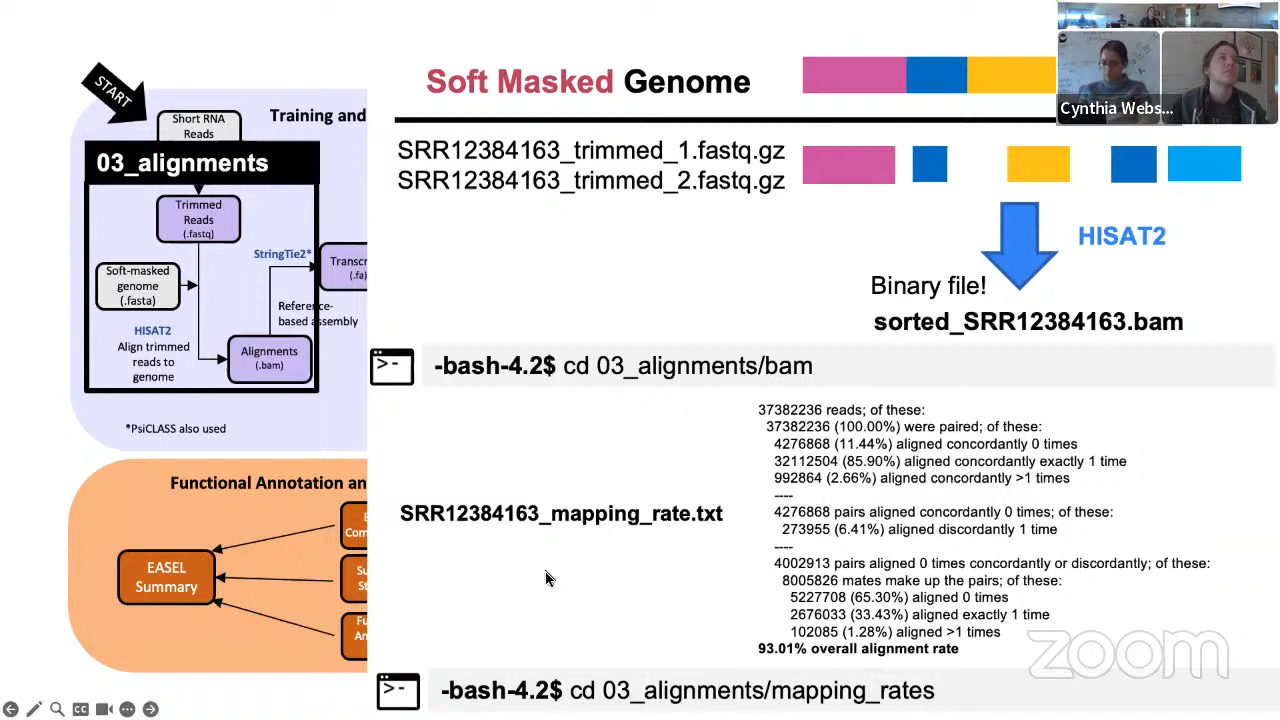 START
Short RNA
Reads
Training and
03_alignments
Trimmed
Reads
(.fastq)
StringTie2*
Soft-masked
genome
(.fasta)
(.fa)
Reference-
based assembly
HISAT2
Align trimmed
reads to
genome
Alignments
(.bam)
*PsiCLASS also used
Functional Annotation
EASEL
Summary
Soft Masked Genome
SRR12384163_trimmed_1.fastq.gz
SRR12384163_trimmed_2.fastq.gz
HISAT2
Binary file!
sorted_SRR12384163.bam
>-
-bash-4.2$ cd 03_alignments/bam
SRR12384163_mapping_rate.txt
37382236 reads; of these:
37382236 (100.00%) were paired; of these:
4276868 (11.44%) aligned concordantly 0 times
32112504 (85.90%) aligned concordantly exactly 1 time
992864 (2.66%) aligned concordantly >1 times
----
4276868 pairs aligned concordantly 0 times; of these:
273955 (6.41%) aligned discordantly 1 time
----
4002913 pairs aligned 0 times concordantly or discordantly; of these:
8005826 mates make up the pairs; of these:
5227708 (65.30%) aligned 0 times
2676033 (33.43%) aligned exactly 1 time
102085 (1.28%) aligned >1 times
93.01% overall alignment rate
>-
-bash-4.2$ cd 03_alignments/mapping_rates
Cynthia Webs...
CC
zoom